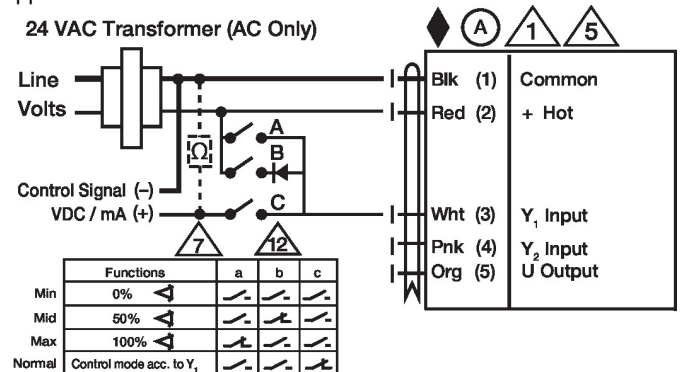 24 VAC Transformer (AC Only)
A 1 5
Line
Volts
Blk (1) Common
Red (2) + Hot
A
B
Ω
Control Signal (–)
VDC / mA (+)
C
Wht (3) Y₁ Input
Pnk (4) Y₂ Input
Org (5) U Output
7 12
Functions a b c
Min 0%
Mid 50%
Max 100%
Normal Control mode acc. to Y₁